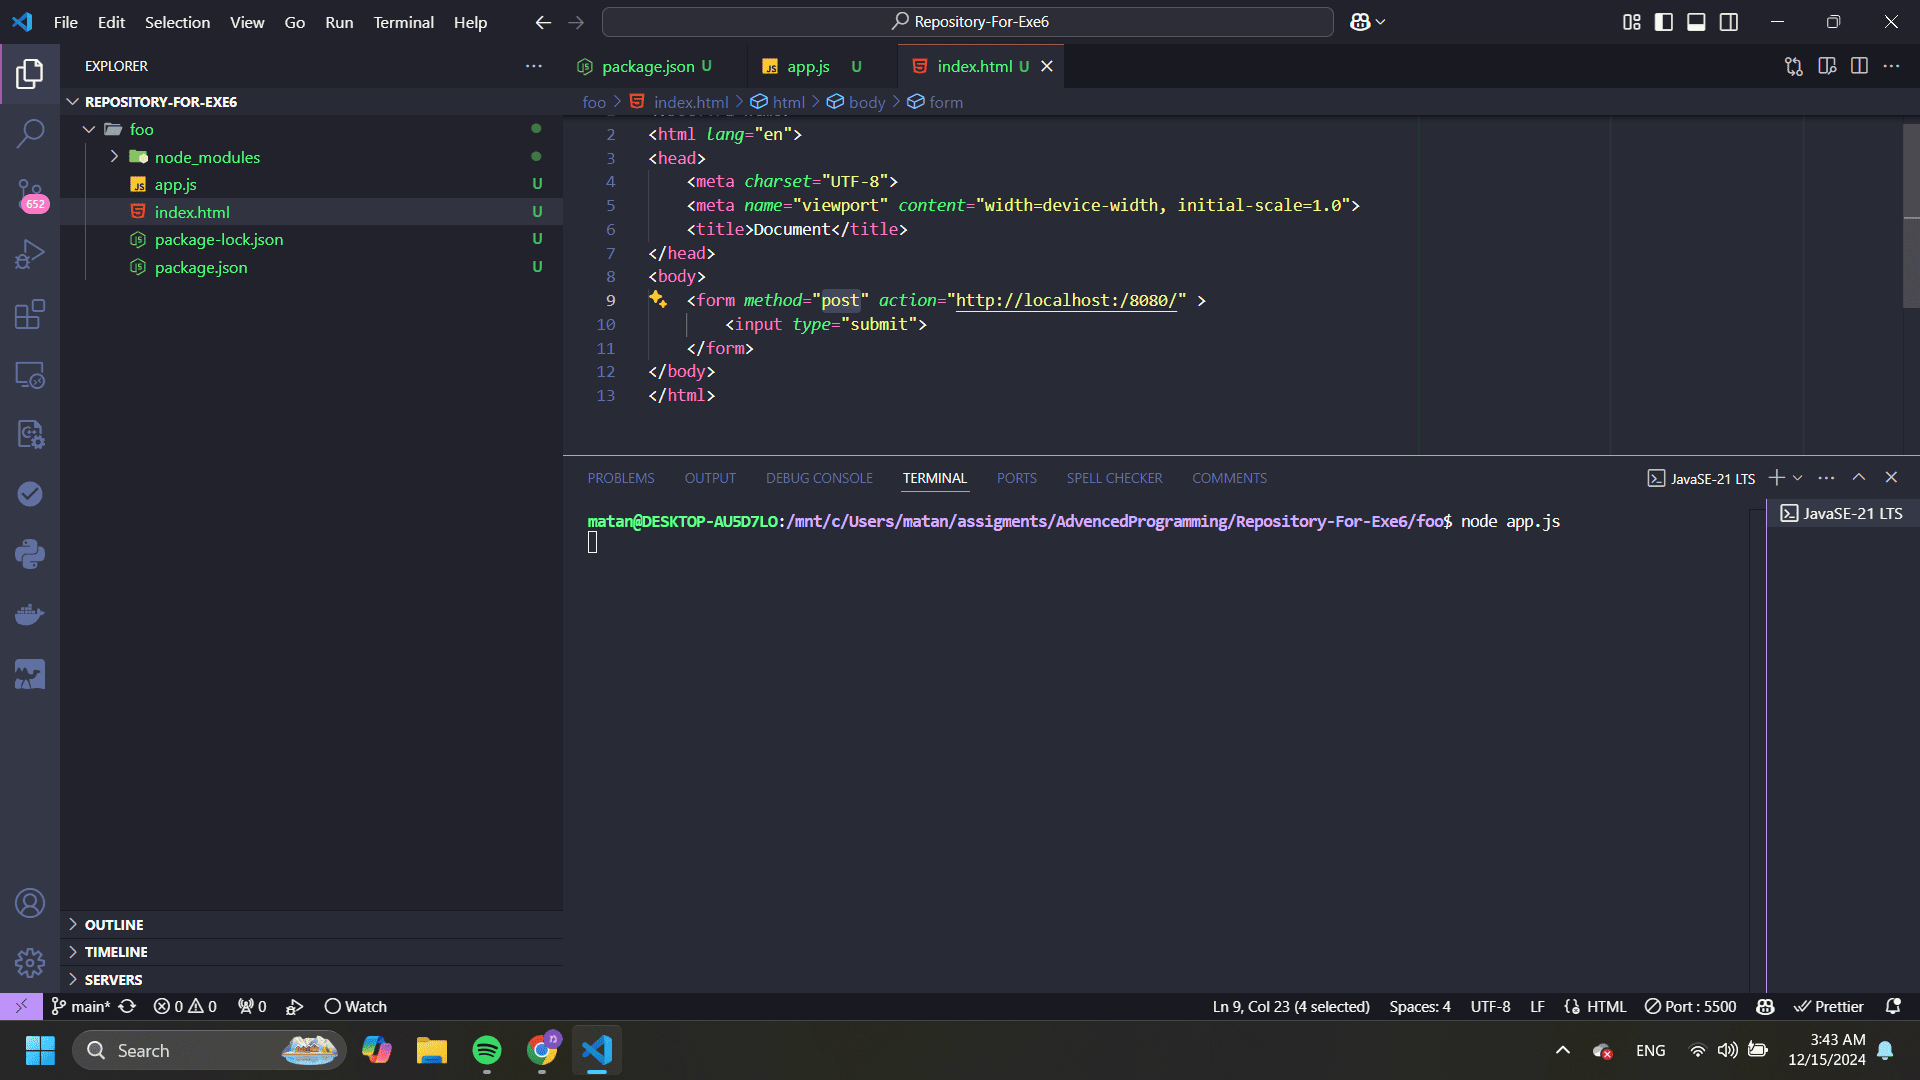 File Edit Selection View Go Run Terminal Help
Repository-For-Exe6
EXPLORER
REPOSITORY-FOR-EXE6
foo
node_modules
app.js U
index.html U
package-lock.json U
package.json U
OUTLINE
TIMELINE
SERVERS
652
package.json U app.js U index.html U
foo > index.html > html > body > form
2 <html lang="en">
3 <head>
4 <meta charset="UTF-8">
5 <meta name="viewport" content="width=device-width, initial-scale=1.0">
6 <title>Document</title>
7 </head>
8 <body>
9 <form method="post" action="http://localhost:/8080/" >
10 <input type="submit">
11 </form>
12 </body>
13 </html>
PROBLEMS OUTPUT DEBUG CONSOLE TERMINAL PORTS SPELL CHECKER COMMENTS
JavaSE-21 LTS
matan@DESKTOP-AU5D7LO:/mnt/c/Users/matan/assigments/AdvencedProgramming/Repository-For-Exe6/foo$ node app.js
JavaSE-21 LTS
main* 0 0 0 Watch
Ln 9, Col 23 (4 selected) Spaces: 4 UTF-8 LF HTML Port : 5500 Prettier
Search
ENG
3:43 AM
12/15/2024